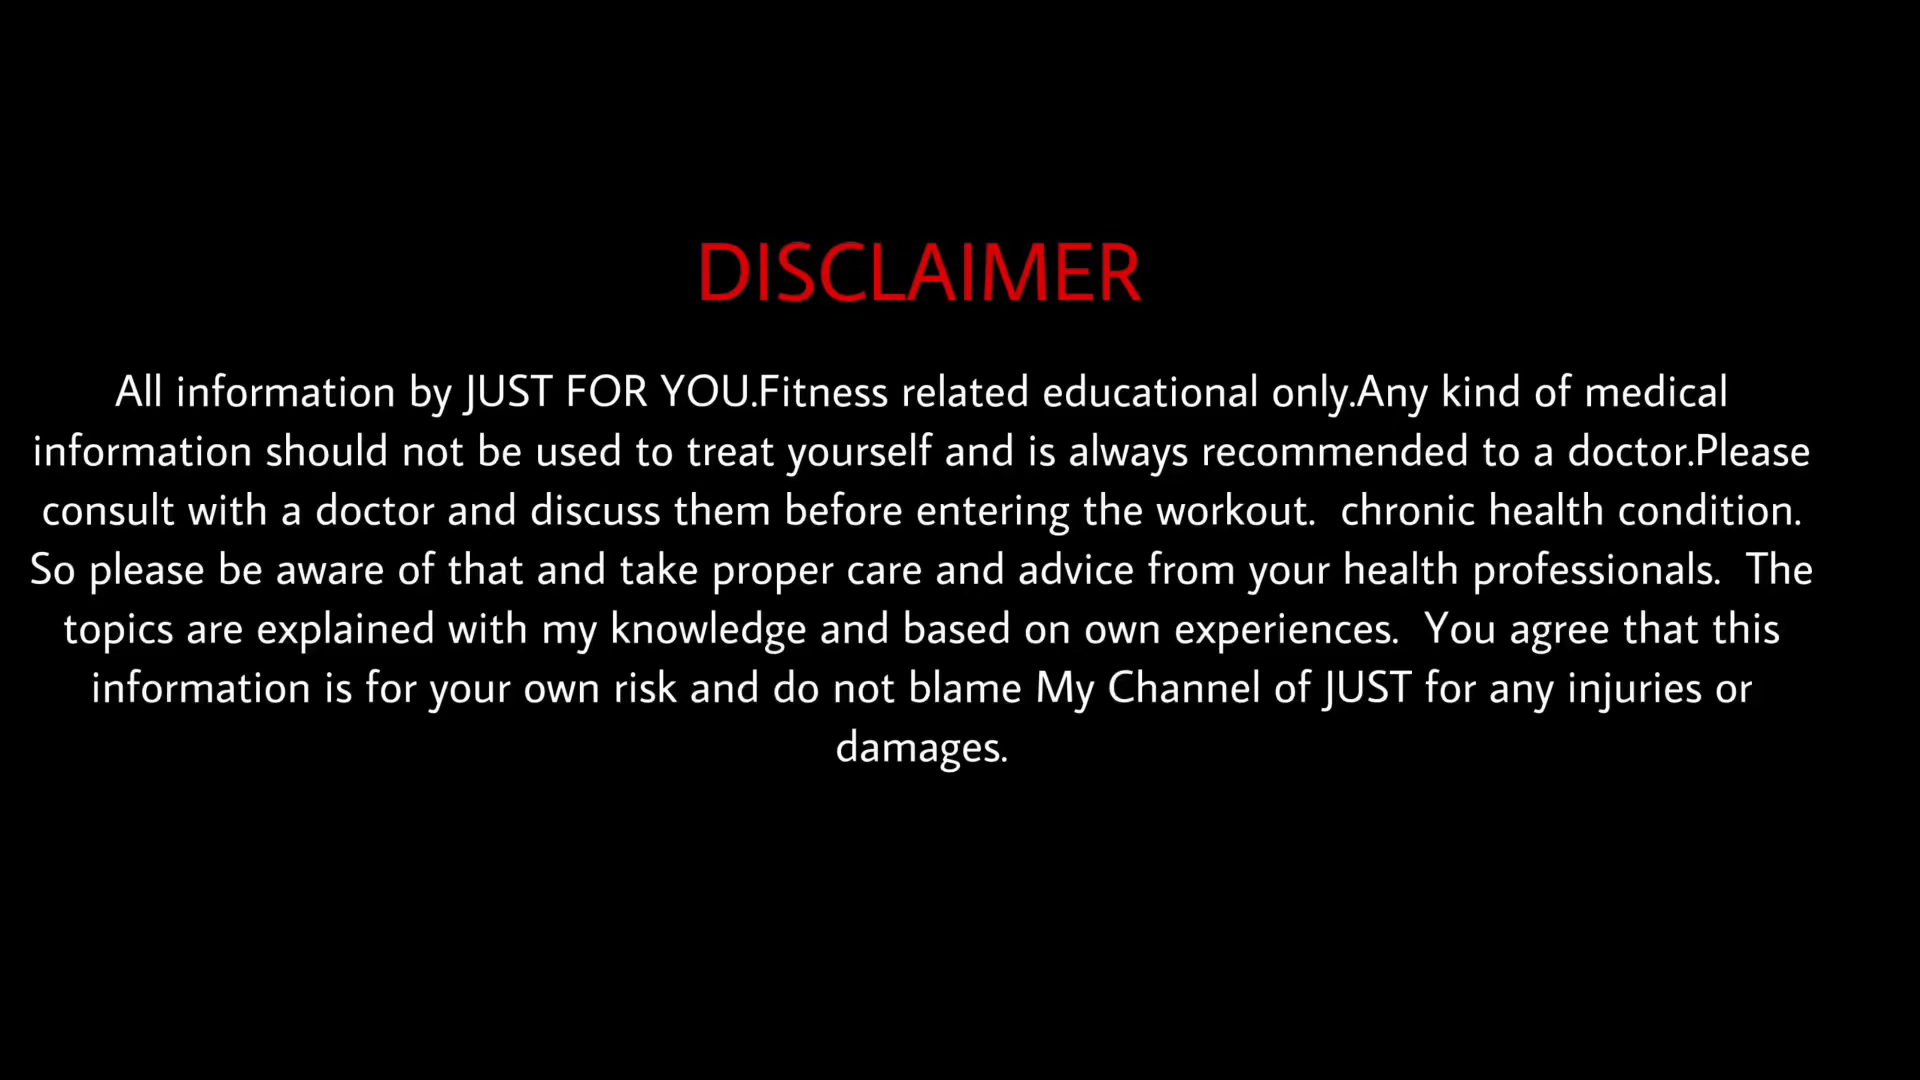 DISCLAIMER
All information by JUST FOR YOU.Fitness related educational only.Any kind of medical
information should not be used to treat yourself and is always recommended to a doctor.Please
consult with a doctor and discuss them before entering the workout.  chronic health condition.
So please be aware of that and take proper care and advice from your health professionals.  The
topics are explained with my knowledge and based on own experiences.  You agree that this
information is for your own risk and do not blame My Channel of JUST for any injuries or
damages.